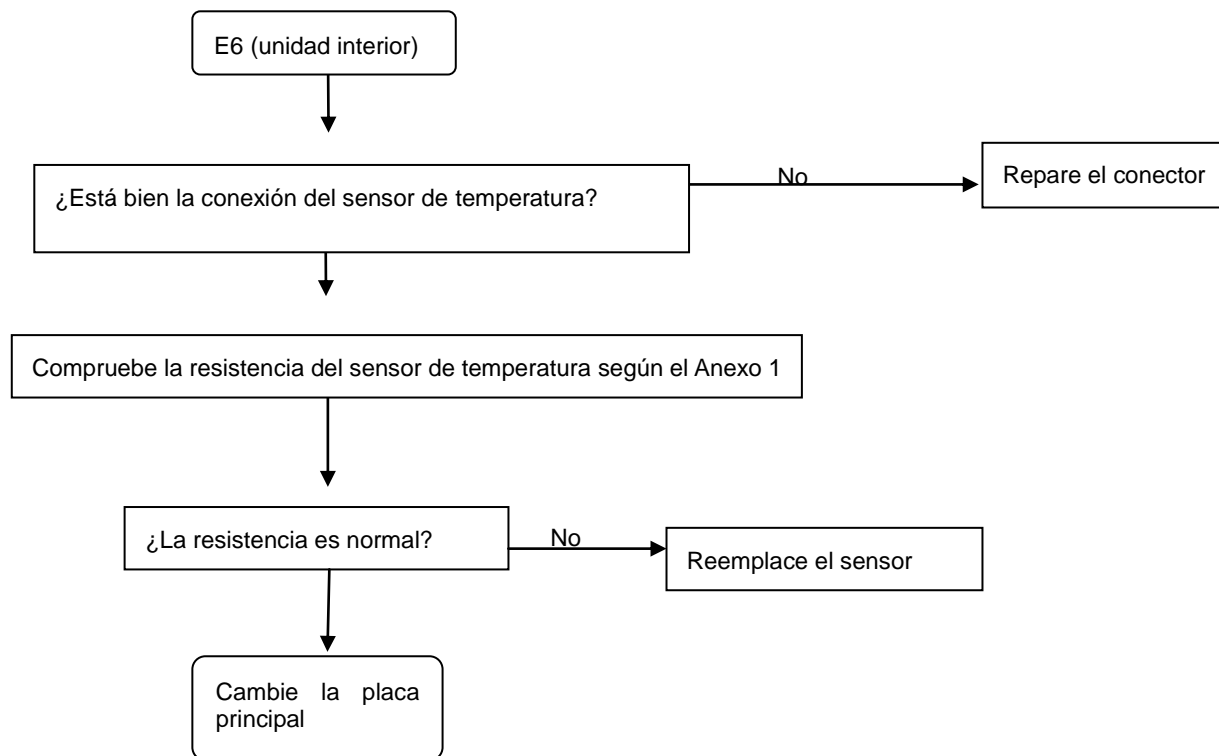 E6 (unidad interior)
¿Está bien la conexión del sensor de temperatura?
No
Repare el conector
Compruebe la resistencia del sensor de temperatura según el Anexo 1
¿La resistencia es normal?
No
Reemplace el sensor
Cambie la placa
principal